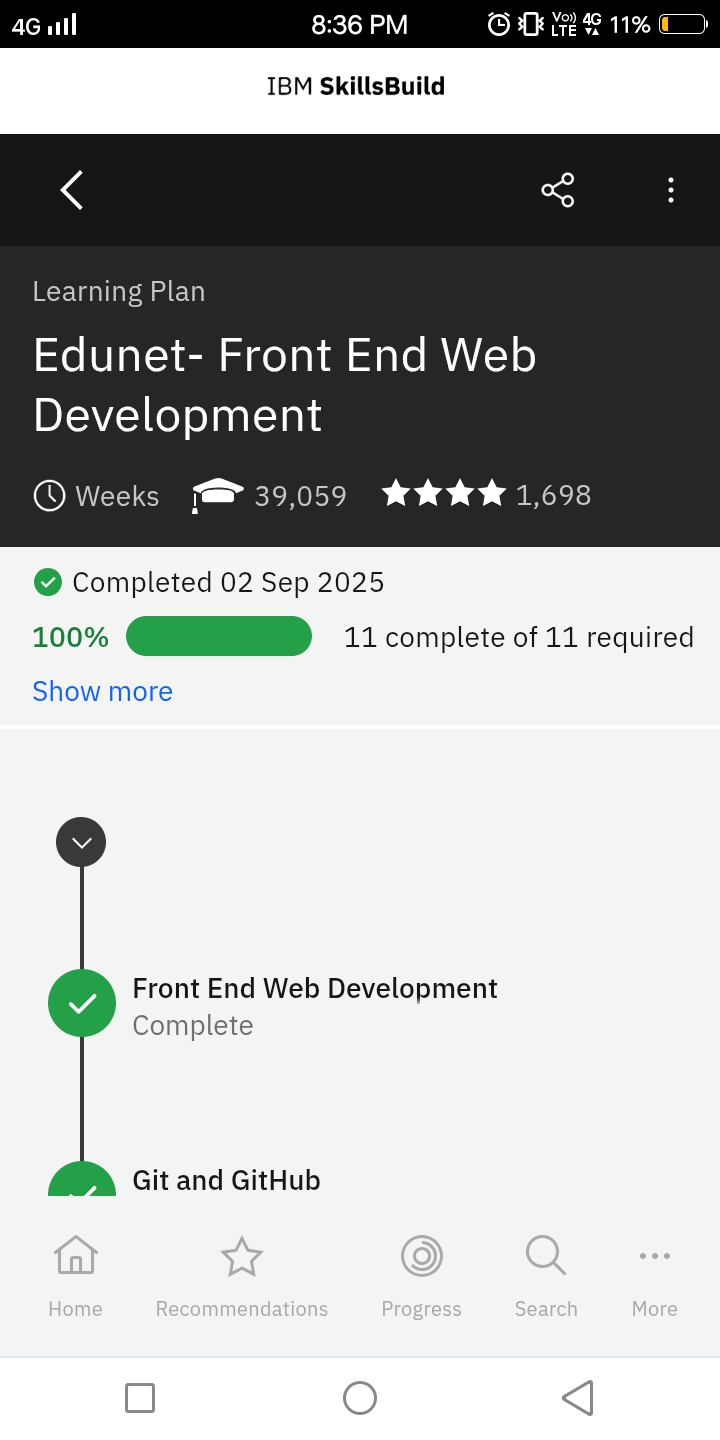 4G 8:36 PM Vo)) LTE 4G 11%
IBM SkillsBuild
Learning Plan
Edunet- Front End Web
Development
Weeks 39,059 1,698
Completed 02 Sep 2025
100% 11 complete of 11 required
Show more
Front End Web Development
Complete
Git and GitHub
Home Recommendations Progress Search More